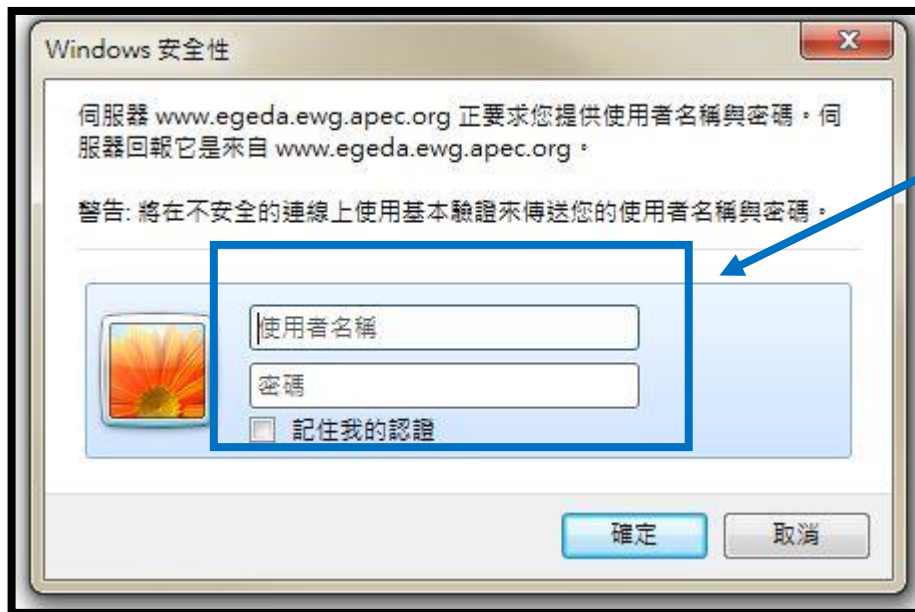 Windows 安全性
伺服器 www.egeda.ewg.apec.org 正要求您提供使用者名稱與密碼。伺
服器回報它是來自 www.egeda.ewg.apec.org。
警告: 將在不安全的連線上使用基本驗證來傳送您的使用者名稱與密碼。
使用者名稱
密碼
記住我的認證
確定
取消